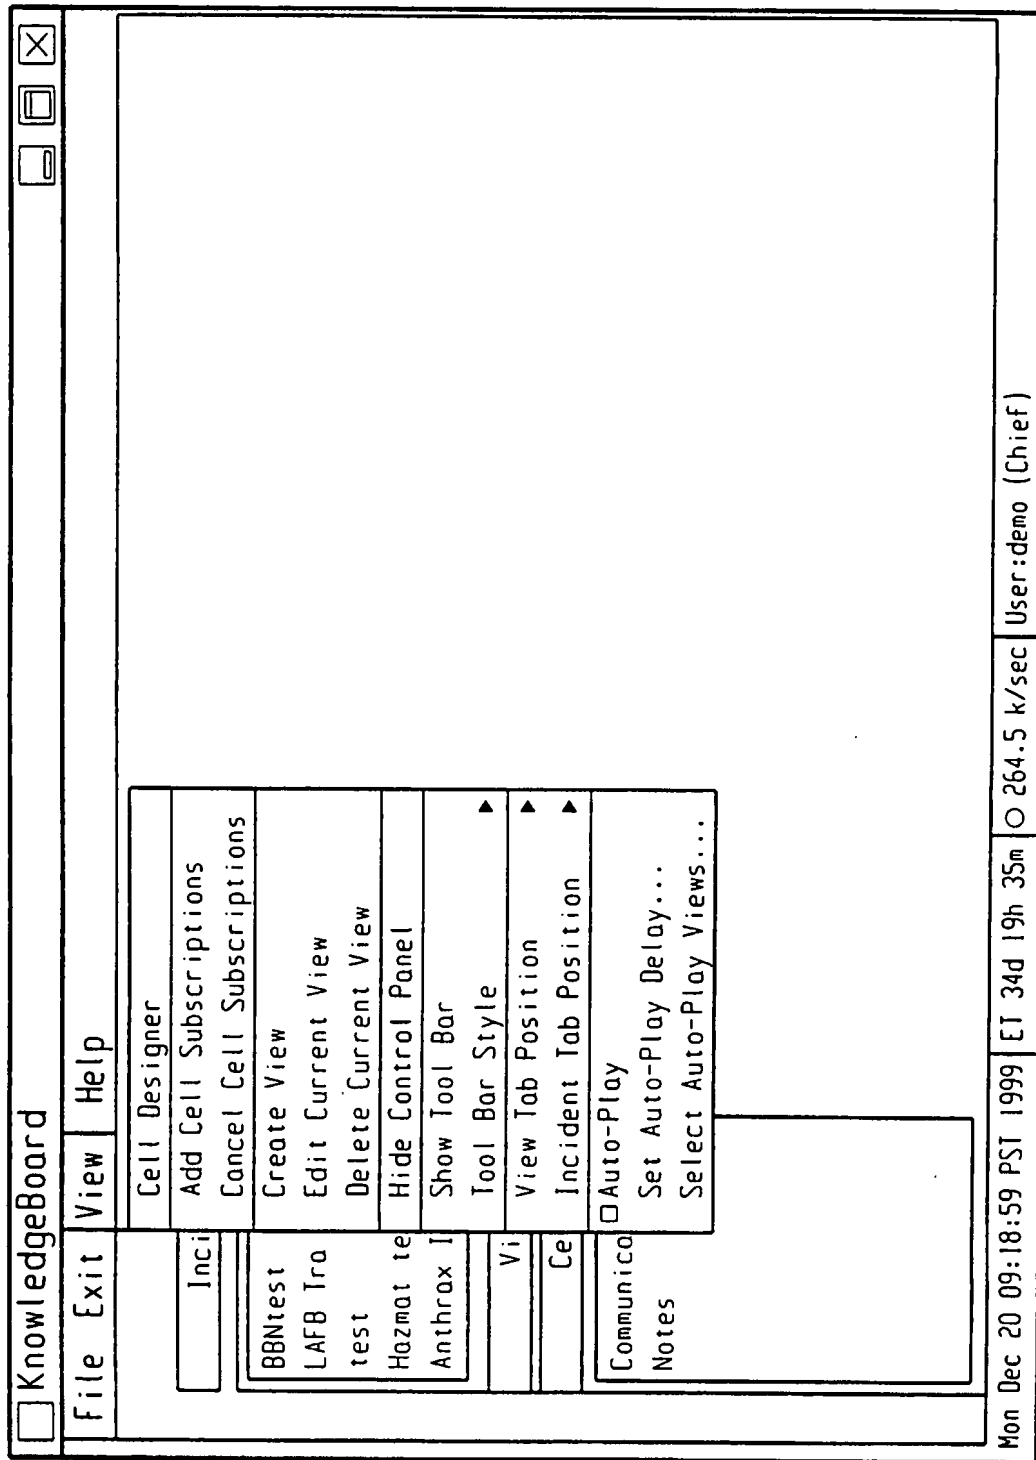 KnowledgeBoard
File Exit View Help
Cell Designer
Add Cell Subscriptions
Cancel Cell Subscriptions
Create View
Edit Current View
Delete Current View
Hide Control Panel
Show Tool Bar
Tool Bar Style
View Tab Position
Incident Tab Position
Auto-Play
Set Auto-Play Delay...
Select Auto-Play Views...
Inci
BBNtest
LAFB Tra
test
Hazmat te
Anthrax I
Vi
Ce
Communica
Notes
Mon Dec 20 09:18:59 PST 1999 ET 34d 19h 35m 264.5 k/sec User:demo (Chief)